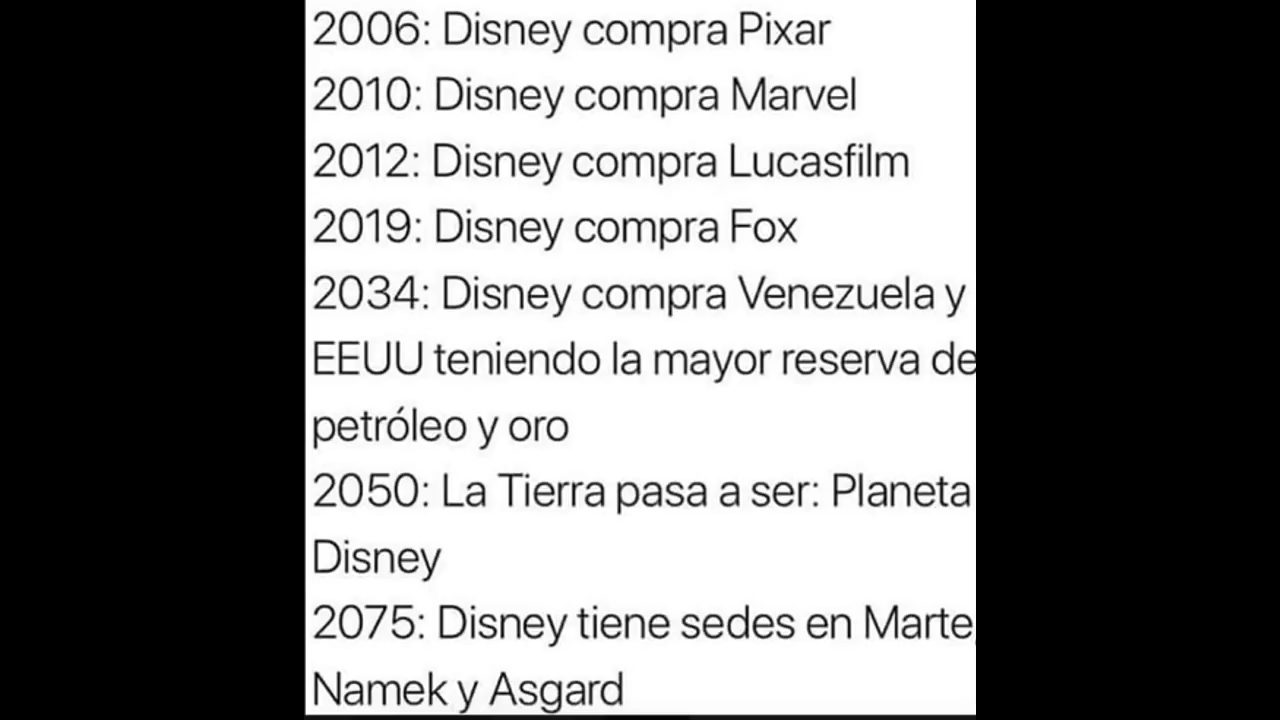 2006: Disney compra Pixar
2010: Disney compra Marvel
2012: Disney compra Lucasfilm
2019: Disney compra Fox
2034: Disney compra Venezuela y
EEUU teniendo la mayor reserva de
petróleo y oro
2050: La Tierra pasa a ser: Planeta
Disney
2075: Disney tiene sedes en Marte,
Namek y Asgard